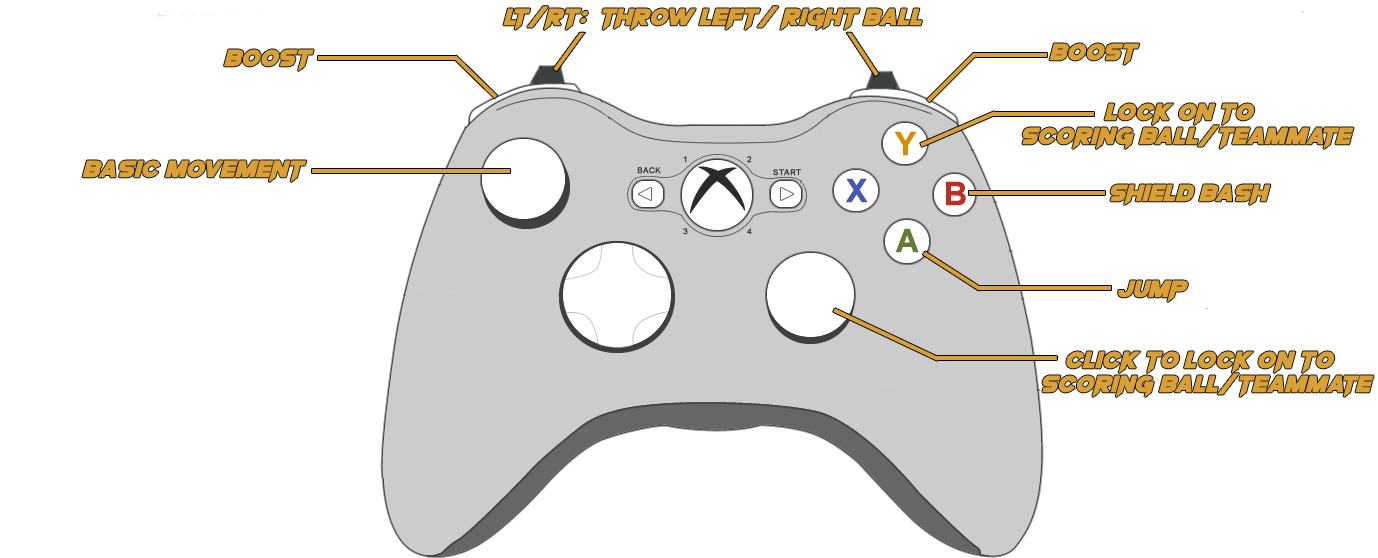 LT/RT: THROW LEFT/RIGHT BALL
BOOST
BOOST
LOCK ON TO
SCORING BALL/TEAMMATE
BASIC MOVEMENT
SHIELD BASH
JUMP
CLICK TO LOCK ON TO
SCORING BALL/TEAMMATE
BACK
1
2
START
3
4
Y
X
B
A